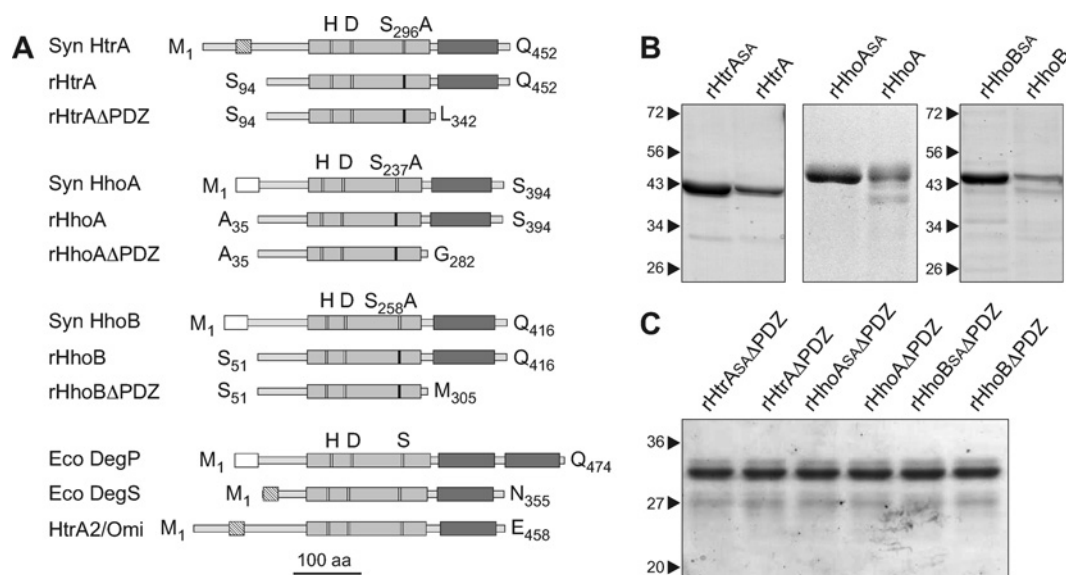 A
H D S296A
Syn HtrA M1 Q452
rHtrA S94 Q452
rHtrAΔPDZ S94 L342
H D S237A
Syn HhoA M1 S394
rHhoA A35 S394
rHhoAΔPDZ A35 G282
H D S258A
Syn HhoB M1 Q416
rHhoB S51 Q416
rHhoBΔPDZ S51 M305
H D S
Eco DegP M1 Q474
Eco DegS M1 N355
HtrA2/Omi M1 E458
100 aa
B
rHtrASA rHtrA rHhoASA rHhoA rHhoBSA rHhoB
72 72
56 56
43 43
34 34
26 26
C
rHtrASAΔPDZ rHtrAΔPDZ rHhoASAΔPDZ rHhoAΔPDZ rHhoBSAΔPDZ rHhoBΔPDZ
36
27
20